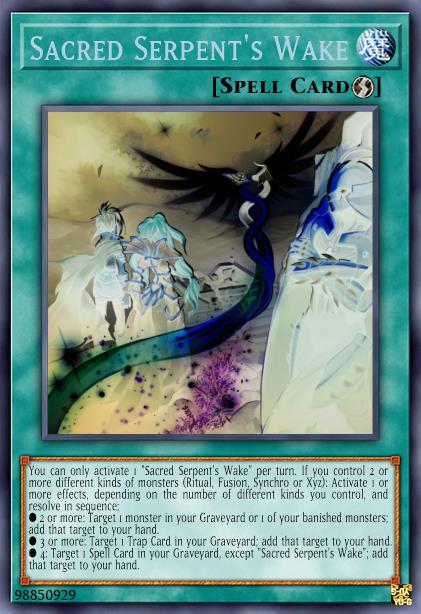 Sacred Serpent's Wake
魔
[Spell Card]
You can only activate 1 "Sacred Serpent's Wake" per turn. If you control 2 or
more different kinds of monsters (Ritual, Fusion, Synchro or Xyz): Activate 1 or
more effects, depending on the number of different kinds you control, and
resolve in sequence;
● 2 or more: Target 1 monster in your Graveyard or 1 of your banished monsters;
add that target to your hand.
● 3 or more: Target 1 Trap Card in your Graveyard; add that target to your hand.
● 4: Target 1 Spell Card in your Graveyard, except "Sacred Serpent's Wake"; add
that target to your hand.
98850929